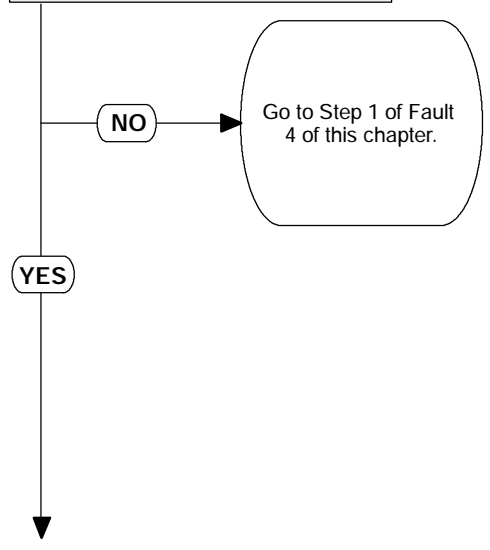 NO
Go to Step 1 of Fault
4 of this chapter.
YES